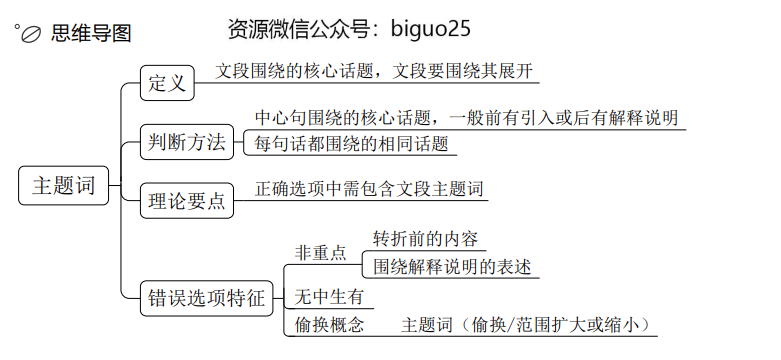 思维导图
资源微信公众号：biguo25
定义
文段围绕的核心话题，文段要围绕其展开
判断方法
中心句围绕的核心话题，一般前有引入或后有解释说明
每句话都围绕的相同话题
主题词
理论要点
正确选项中需包含文段主题词
错误选项特征
非重点
转折前的内容
围绕解释说明的表述
无中生有
偷换概念
主题词（偷换/范围扩大或缩小）